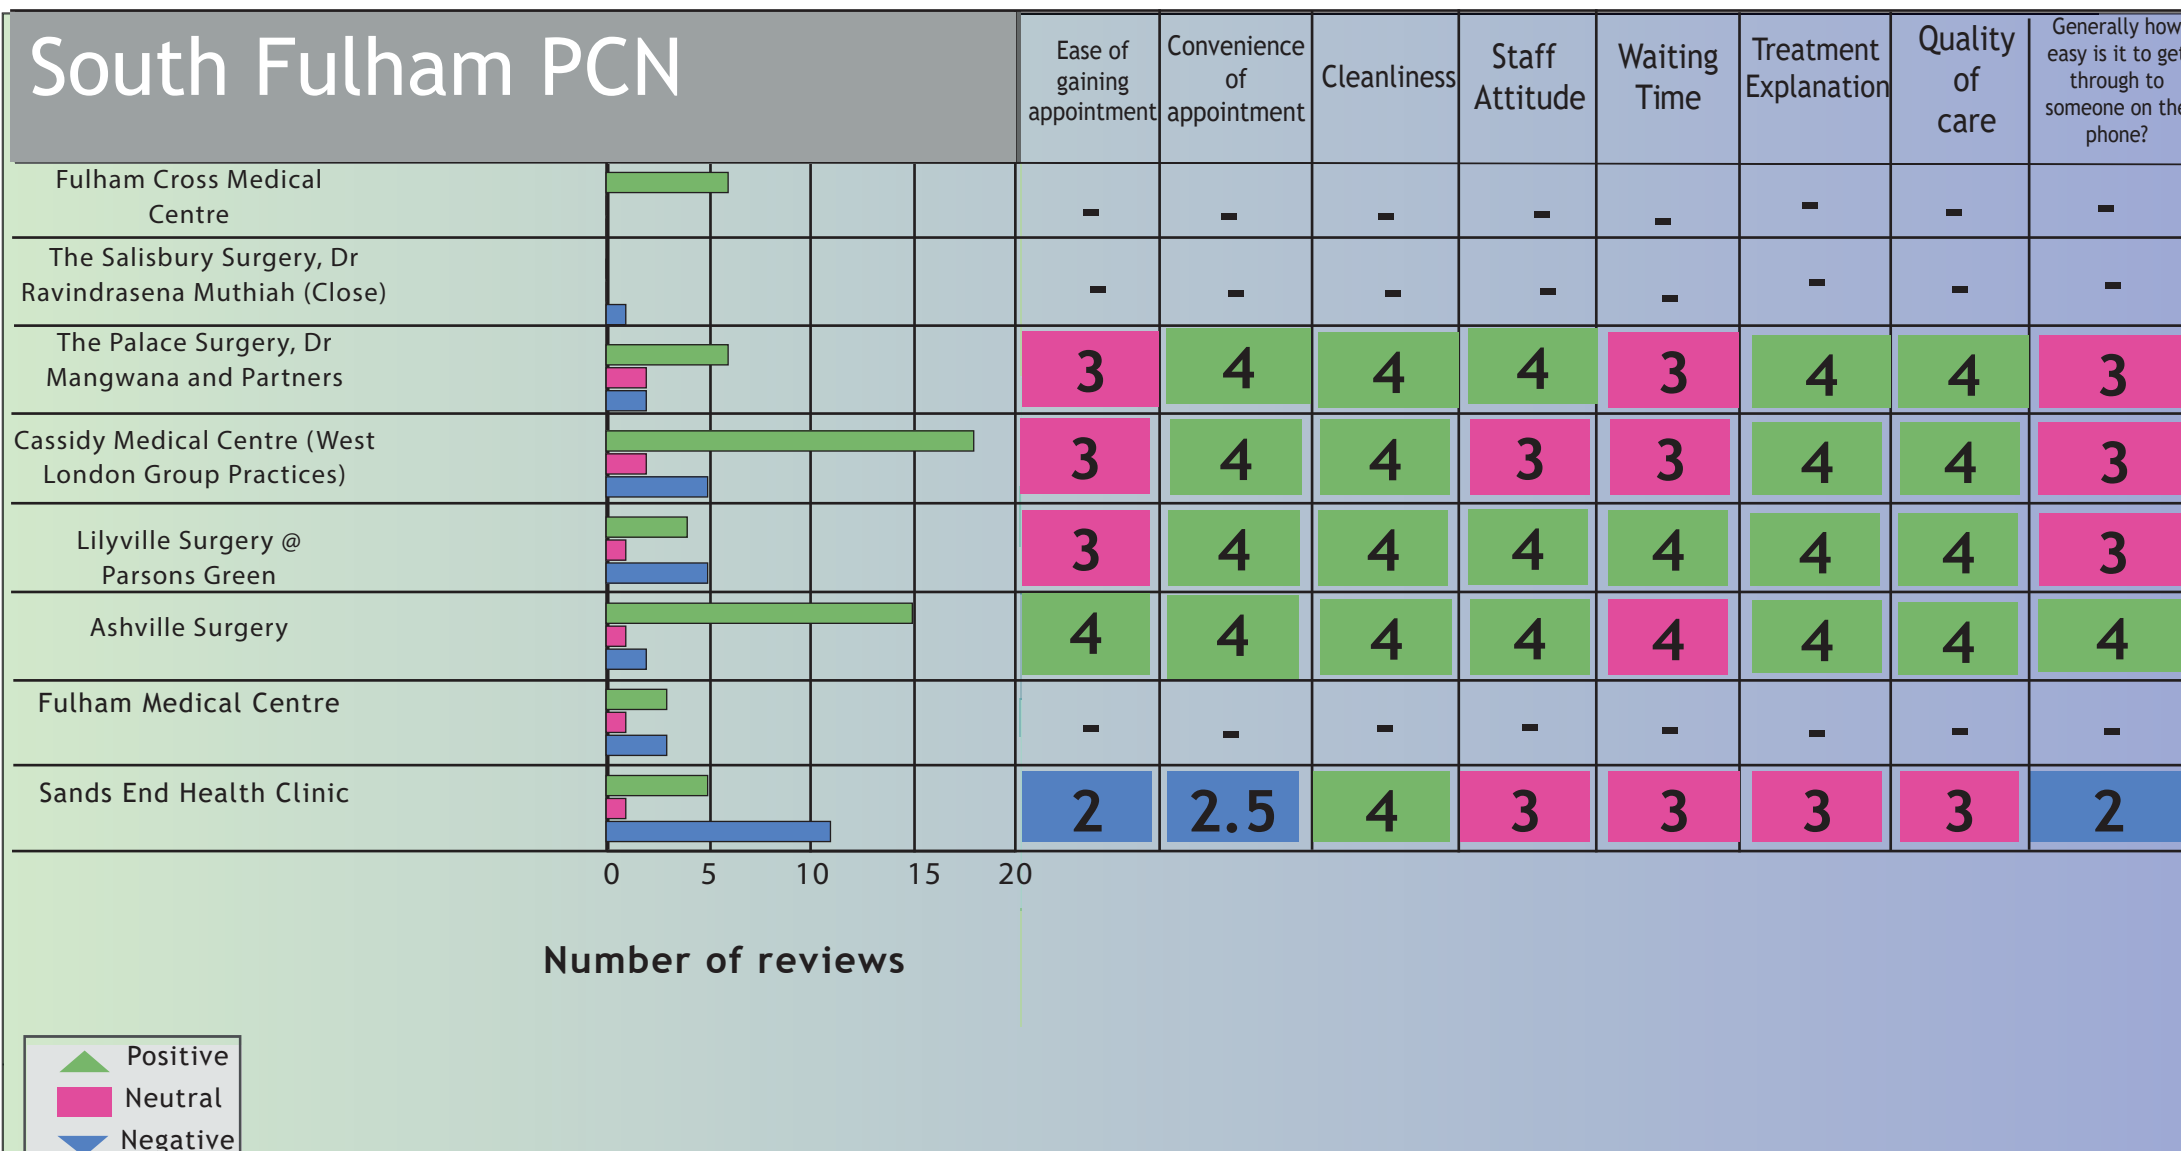 South Fulham PCN
Ease of
gaining
appointment
Convenience
of
appointment
Cleanliness
Staff
Attitude
Waiting
Time
Treatment
Explanation
Quality
of
care
Generally how
easy is it to get
through to
someone on the
phone?
Fulham Cross Medical
Centre
- - - - - - - -
The Salisbury Surgery, Dr
Ravindrasena Muthiah (Close)
- - - - - - - -
The Palace Surgery, Dr
Mangwana and Partners
3 4 4 4 3 4 4 3
Cassidy Medical Centre (West
London Group Practices)
3 4 4 3 3 4 4 3
Lilyville Surgery @
Parsons Green
3 4 4 4 4 4 4 3
Ashville Surgery
4 4 4 4 4 4 4 4
Fulham Medical Centre
- - - - - - - -
Sands End Health Clinic
2 2.5 4 3 3 3 3 2
0 5 10 15 20
Number of reviews
Positive
Neutral
Negative